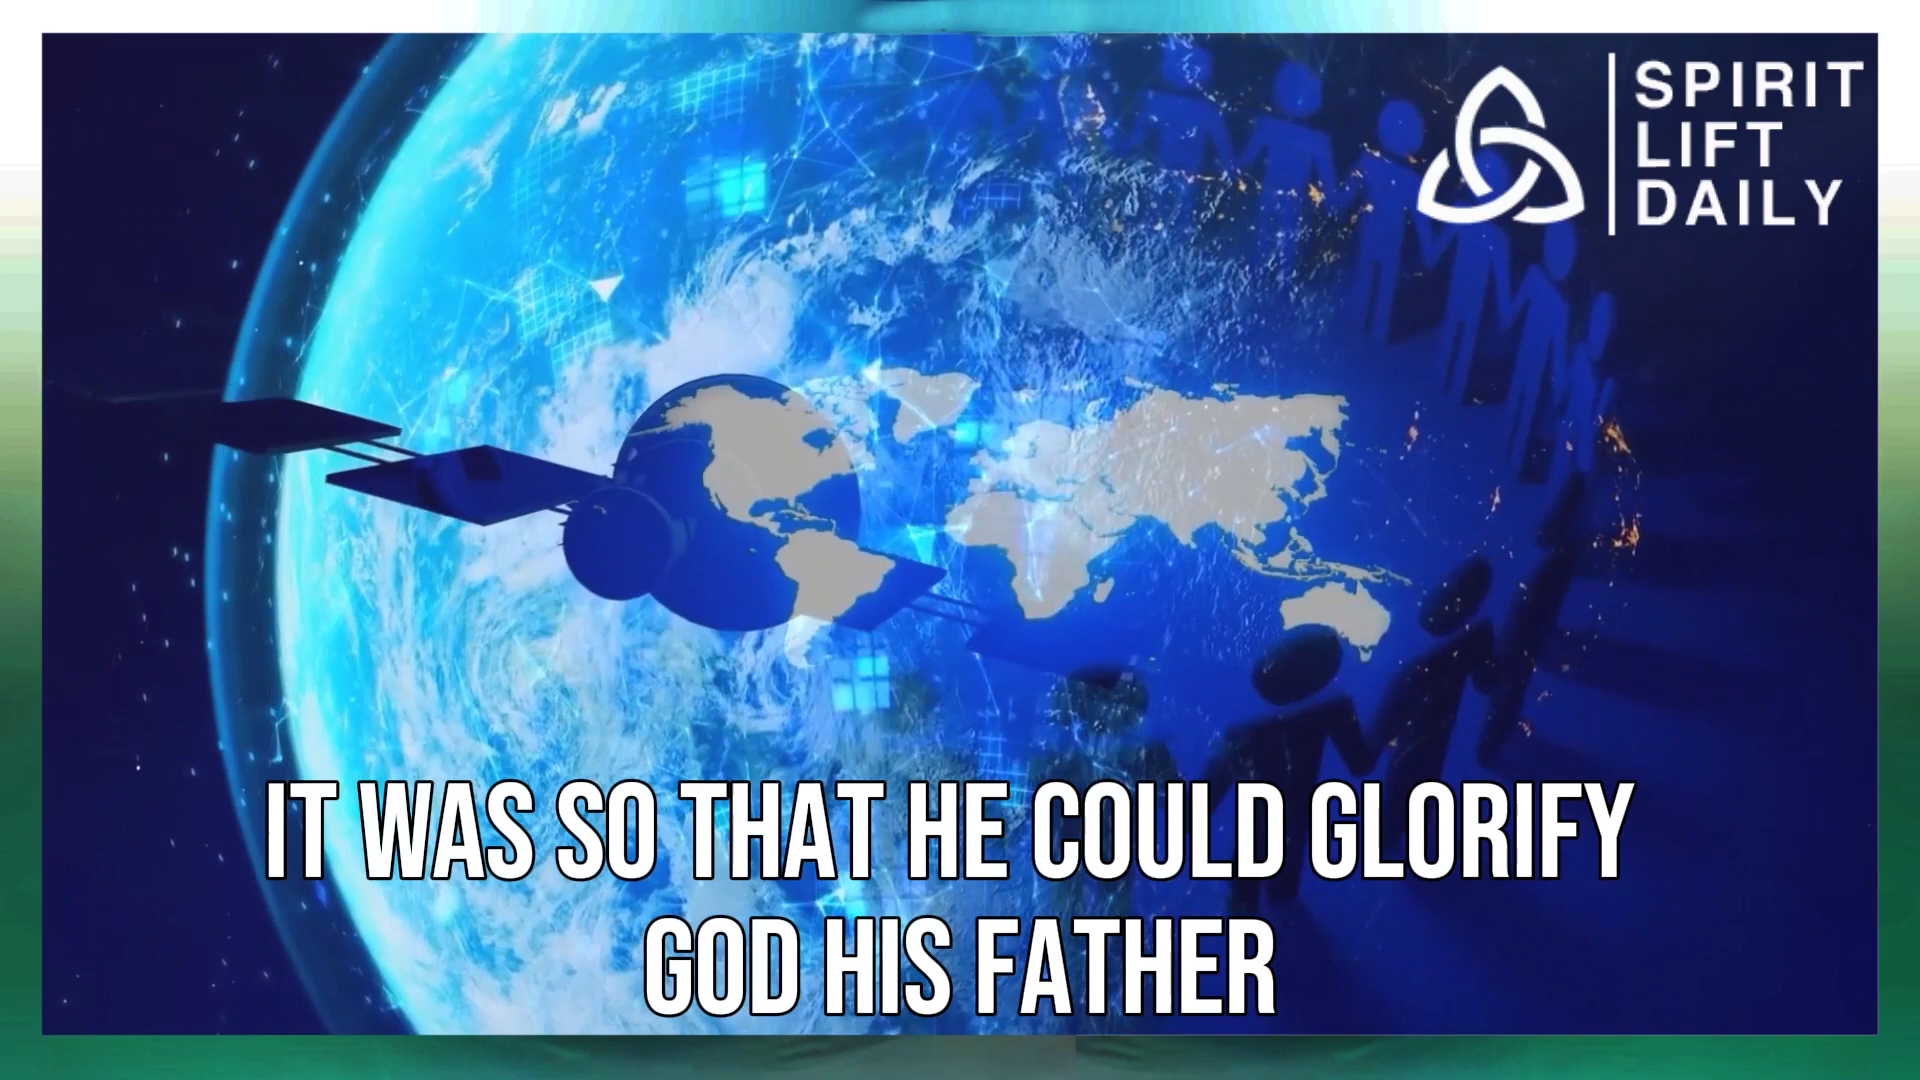 SPIRIT
LIFT
DAILY
IT WAS SO THAT HE COULD GLORIFY
GOD HIS FATHER